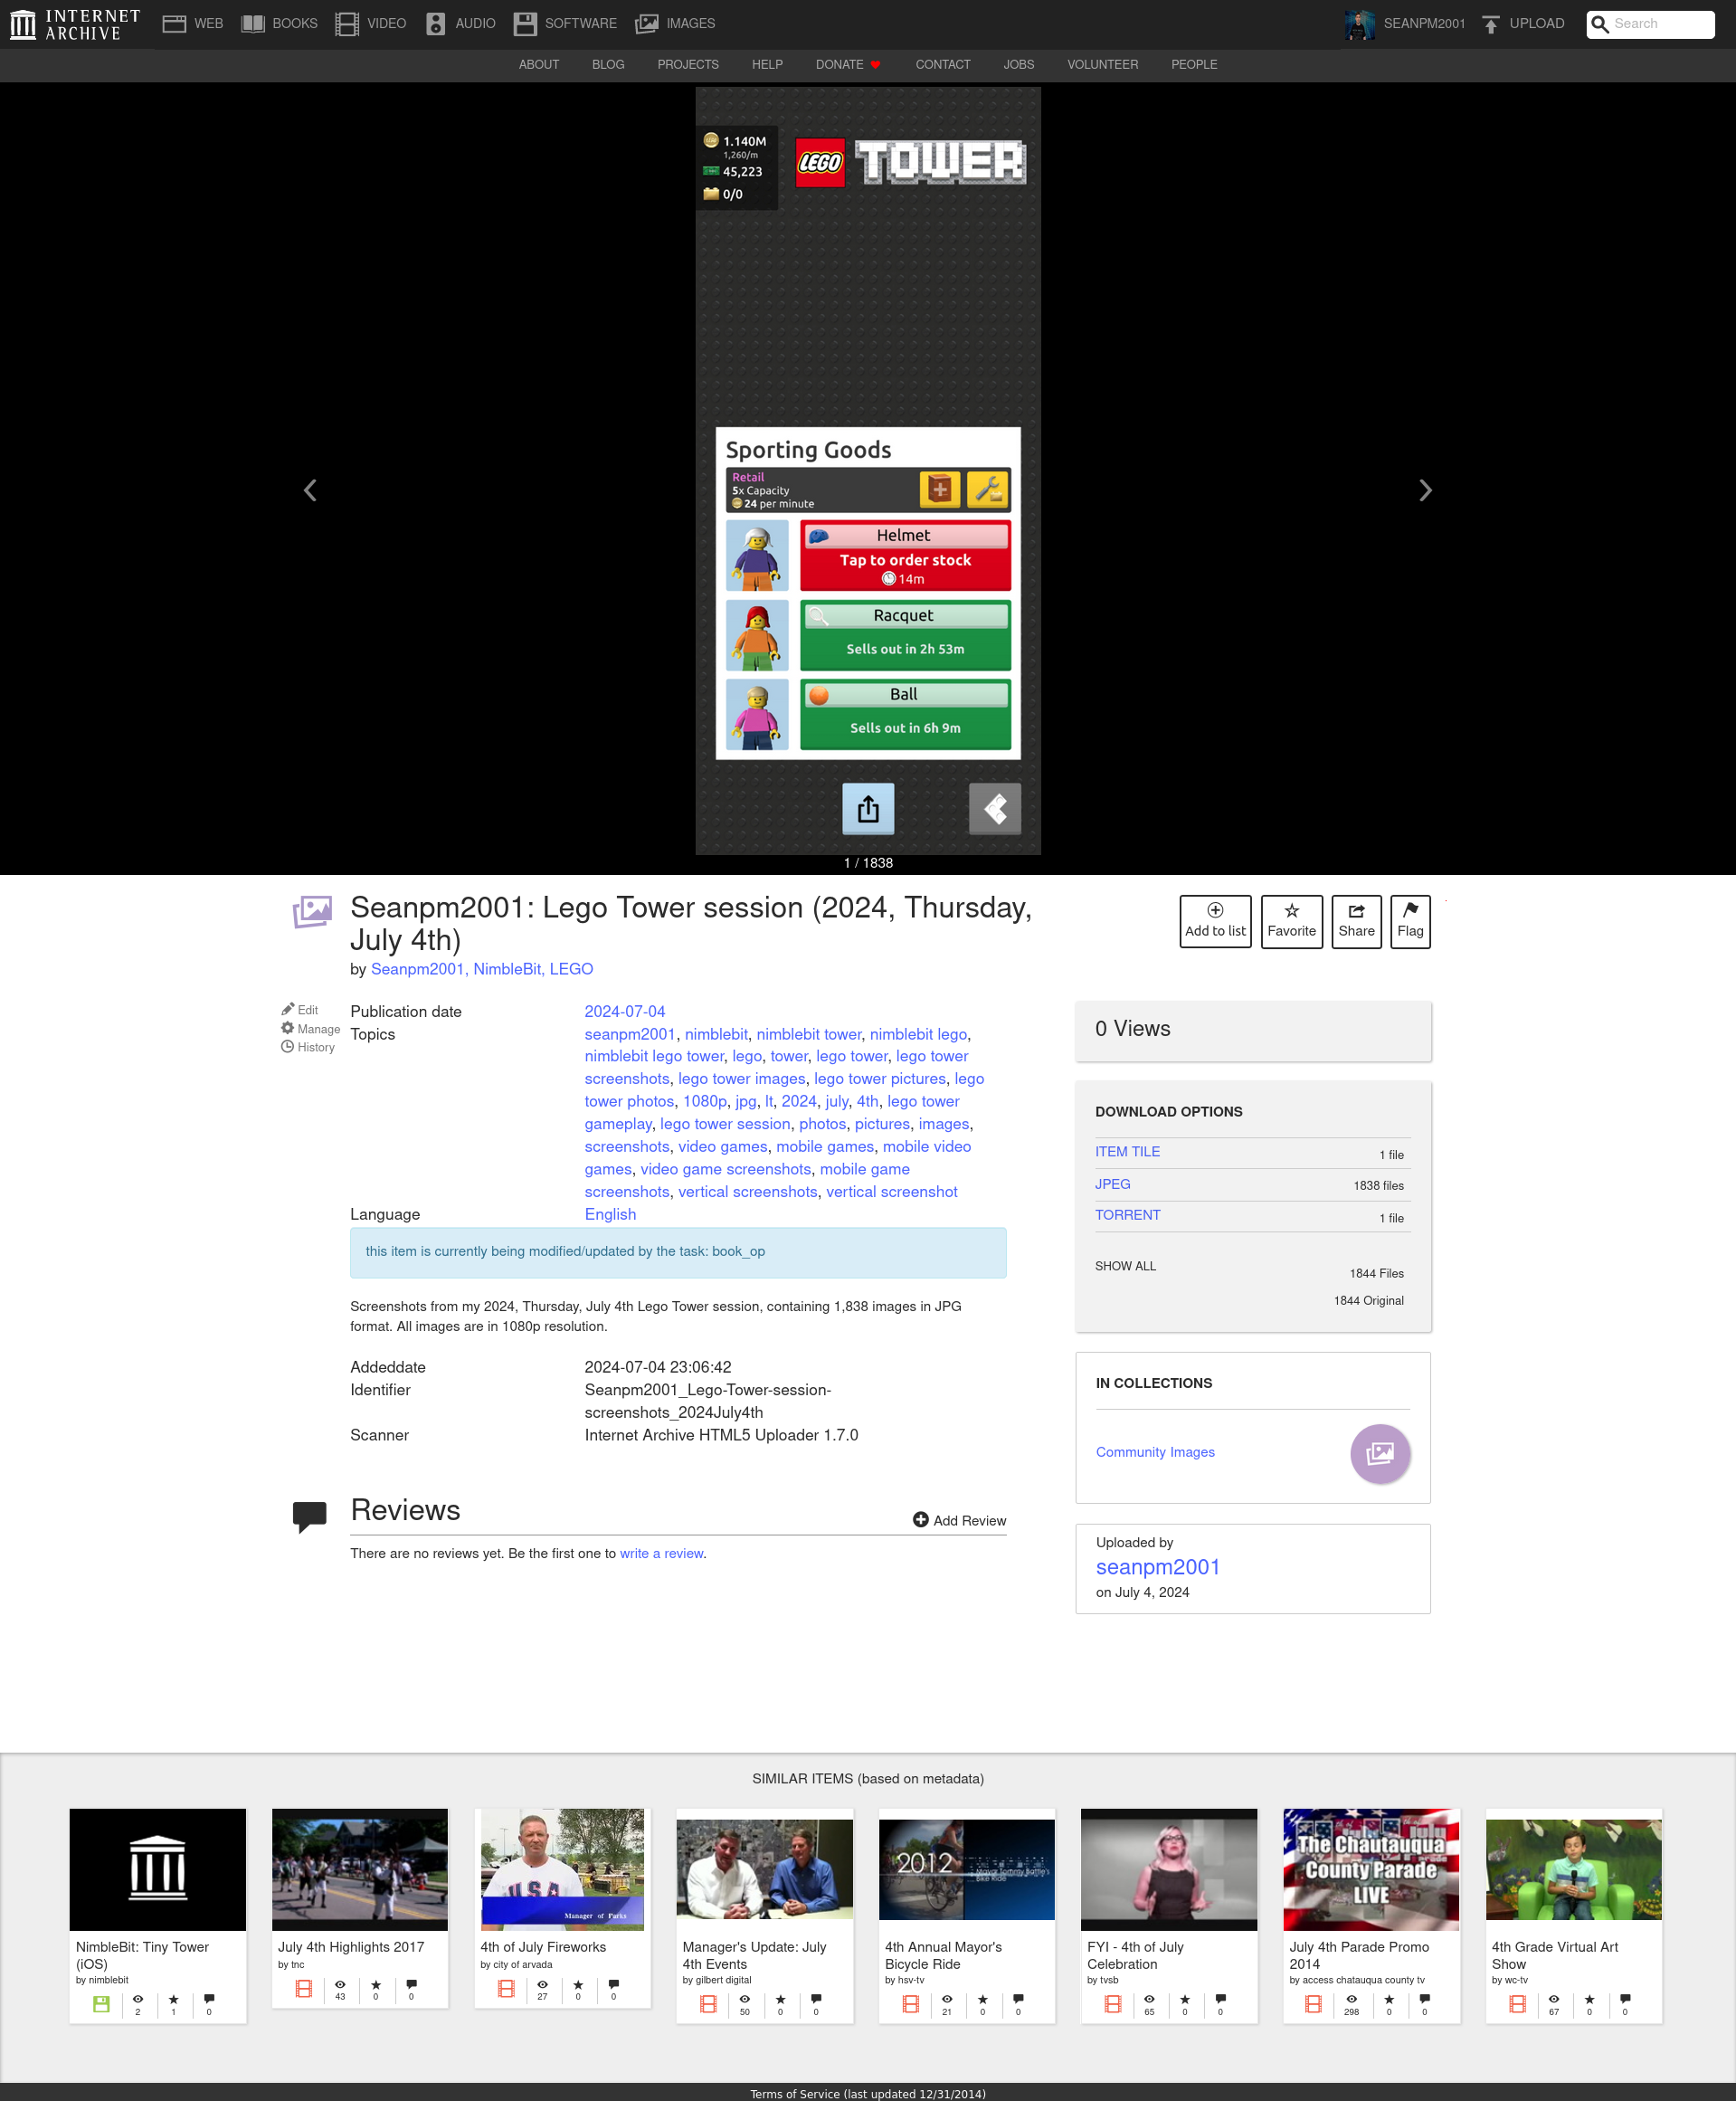 INTERNET ARCHIVE
WEB
BOOKS
VIDEO
AUDIO
SOFTWARE
IMAGES
SEANPM2001
UPLOAD
Search
ABOUT
BLOG
PROJECTS
HELP
DONATE
CONTACT
JOBS
VOLUNTEER
PEOPLE
1.140M
1,260/m
45,223
0/0
LEGO TOWER
Sporting Goods
Retail
5x Capacity
24 per minute
Helmet
Tap to order stock
14m
Racquet
Sells out in 2h 53m
Ball
Sells out in 6h 9m
1 / 1838
Seanpm2001: Lego Tower session (2024, Thursday,
July 4th)
by Seanpm2001, NimbleBit, LEGO
Add to list
Favorite
Share
Flag
Edit
Manage
History
Publication date 2024-07-04
Topics seanpm2001, nimblebit, nimblebit tower, nimblebit lego,
nimblebit lego tower, lego, tower, lego tower, lego tower
screenshots, lego tower images, lego tower pictures, lego
tower photos, 1080p, jpg, lt, 2024, july, 4th, lego tower
gameplay, lego tower session, photos, pictures, images,
screenshots, video games, mobile games, mobile video
games, video game screenshots, mobile game
screenshots, vertical screenshots, vertical screenshot
Language English
this item is currently being modified/updated by the task: book_op
Screenshots from my 2024, Thursday, July 4th Lego Tower session, containing 1,838 images in JPG
format. All images are in 1080p resolution.
Addeddate 2024-07-04 23:06:42
Identifier Seanpm2001_Lego-Tower-session-
screenshots_2024July4th
Scanner Internet Archive HTML5 Uploader 1.7.0
Reviews
Add Review
There are no reviews yet. Be the first one to write a review.
0 Views
DOWNLOAD OPTIONS
ITEM TILE 1 file
JPEG 1838 files
TORRENT 1 file
SHOW ALL 1844 Files
1844 Original
IN COLLECTIONS
Community Images
Uploaded by
seanpm2001
on July 4, 2024
SIMILAR ITEMS (based on metadata)
NimbleBit: Tiny Tower
(iOS)
by nimblebit
2 1 0
July 4th Highlights 2017
by tnc
43 0 0
USA
Manager of Parks
4th of July Fireworks
by city of arvada
27 0 0
Manager's Update: July
4th Events
by gilbert digital
50 0 0
2012
Mayor Tommy Battle's
Bike Ride
4th Annual Mayor's
Bicycle Ride
by hsv-tv
21 0 0
FYI - 4th of July
Celebration
by tvsb
65 0 0
The Chautauqua
County Parade
LIVE
July 4th Parade Promo
2014
by access chatauqua county tv
298 0 0
4th Grade Virtual Art
Show
by wc-tv
67 0 0
Terms of Service (last updated 12/31/2014)